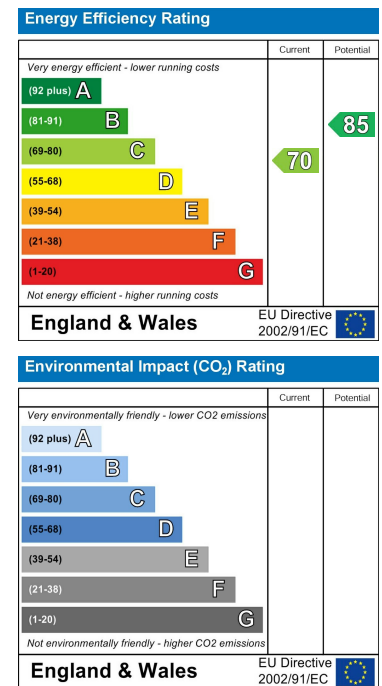 Energy Efficiency Rating
Current Potential
Very energy efficient - lower running costs
(92 plus) A
(81-91) B
85
(69-80) C
70
(55-68) D
(39-54) E
(21-38) F
(1-20) G
Not energy efficient - higher running costs
England & Wales
EU Directive
2002/91/EC
Environmental Impact (CO₂) Rating
Current Potential
Very environmentally friendly - lower CO2 emissions
(92 plus) A
(81-91) B
(69-80) C
(55-68) D
(39-54) E
(21-38) F
(1-20) G
Not environmentally friendly - higher CO2 emissions
England & Wales
EU Directive
2002/91/EC